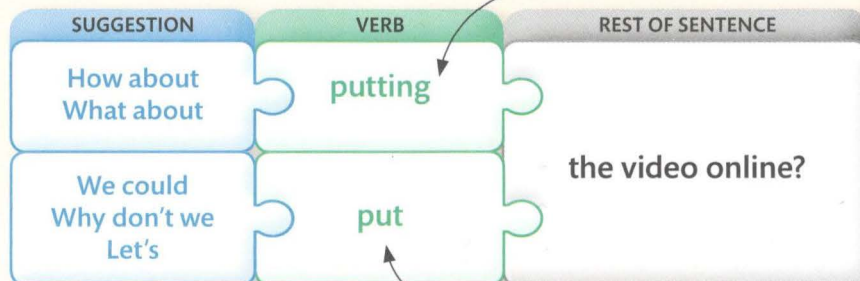 SUGGESTION VERB REST OF SENTENCE
How about
What about
putting
the video online?
We could
Why don't we
Let's
put